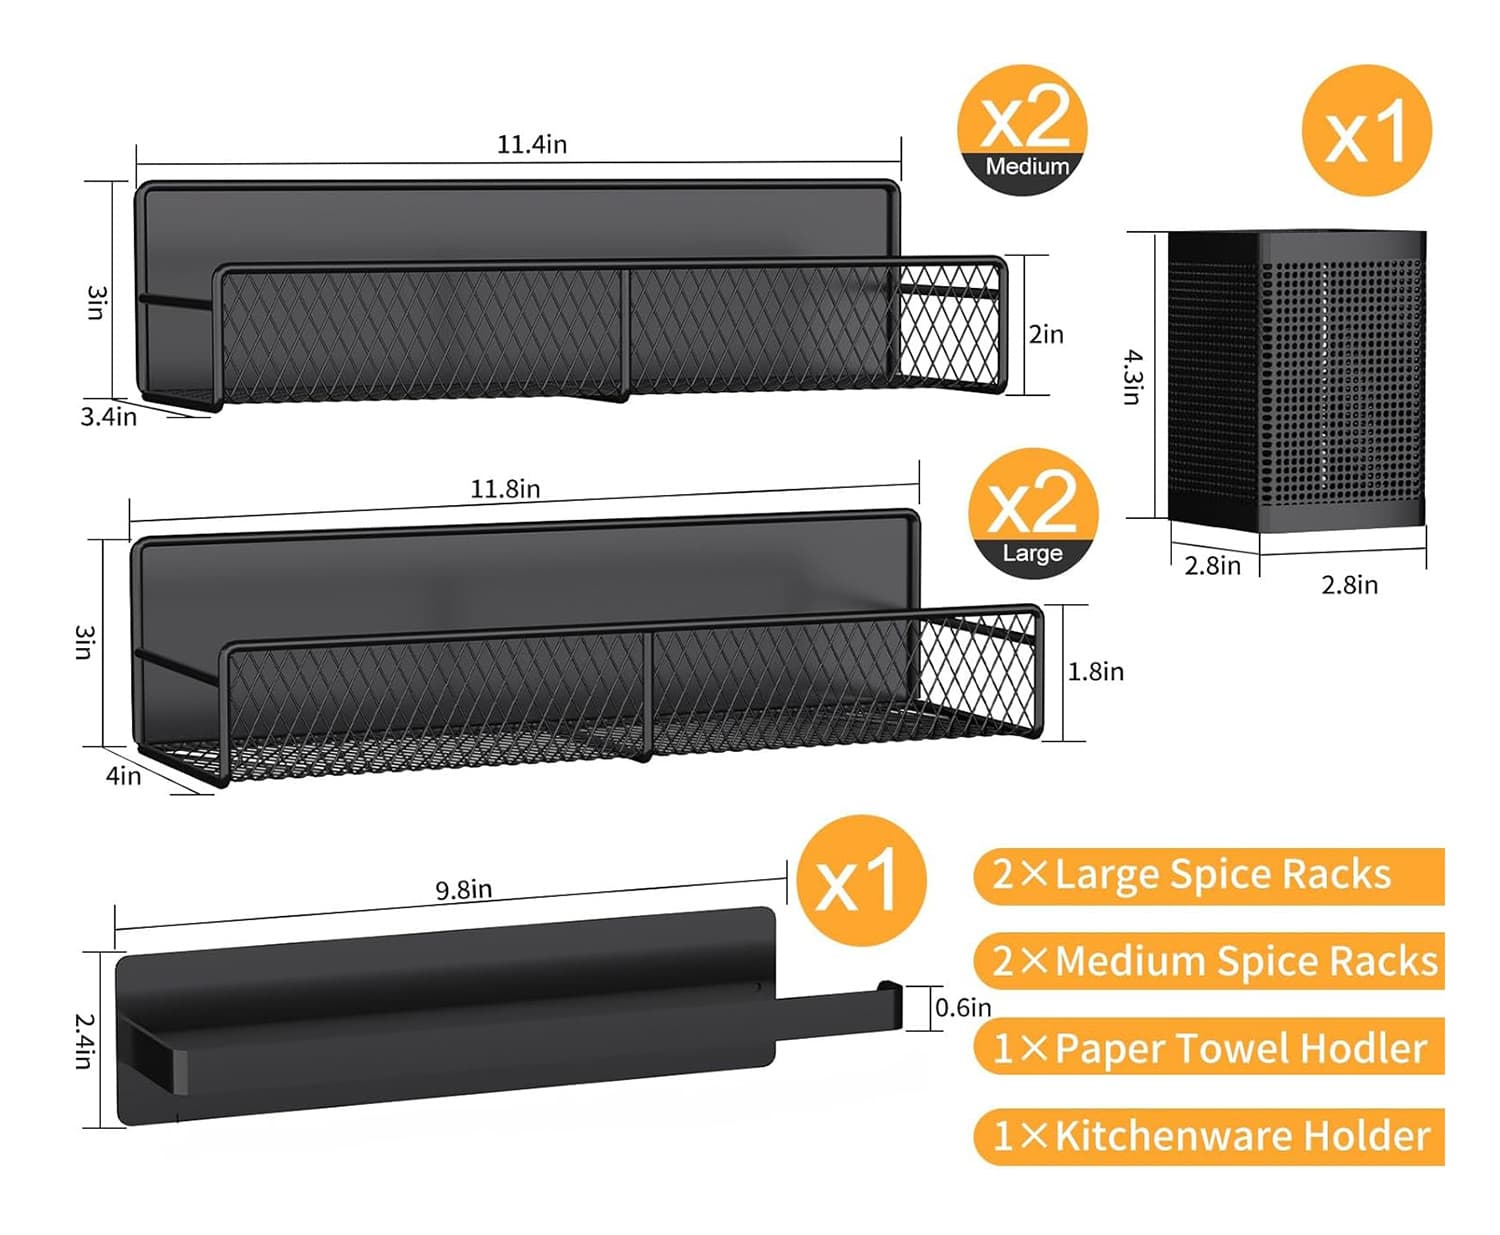 x2
Medium
x1
11.4in
3in
2in
3.4in
4.3in
2.8in
2.8in
11.8in
x2
Large
3in
1.8in
4in
x1
9.8in
2.4in
0.6in
2×Large Spice Racks
2×Medium Spice Racks
1×Paper Towel Hodler
1×Kitchenware Holder